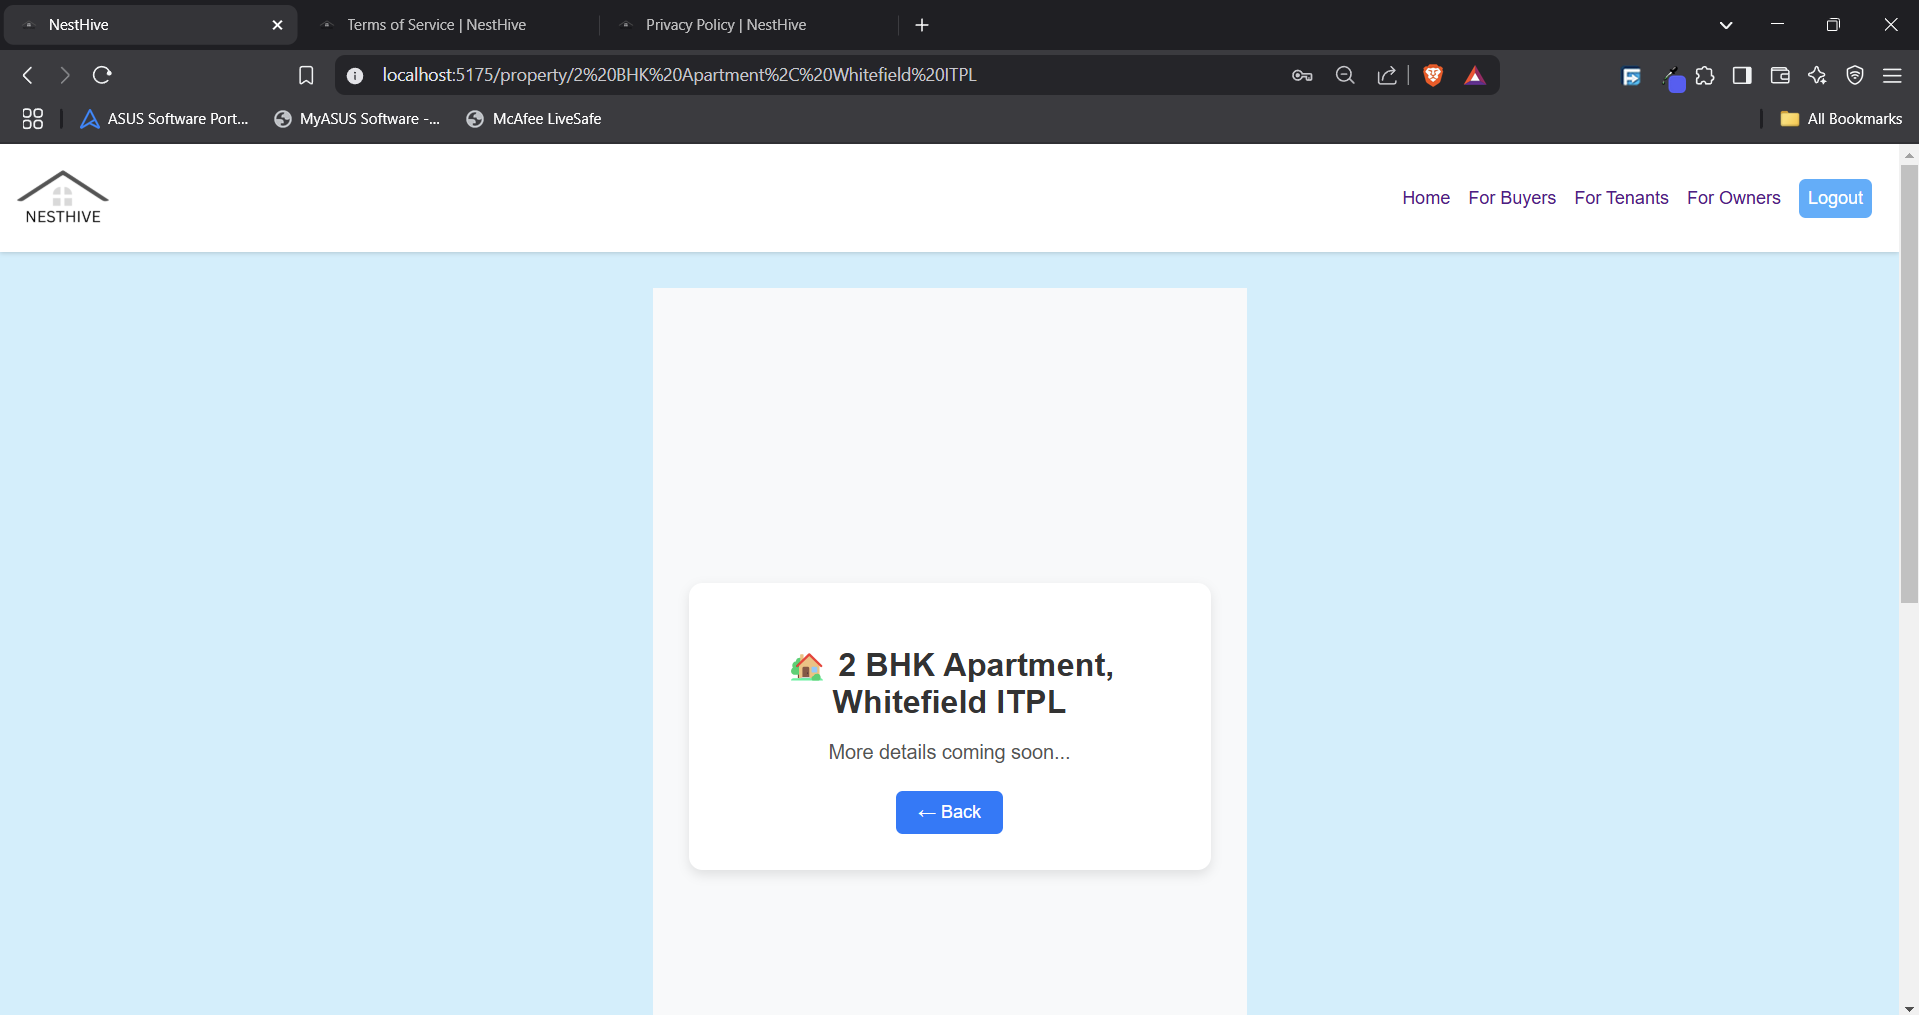 NestHive
Terms of Service | NestHive
Privacy Policy | NestHive
localhost:5175/property/2%20BHK%20Apartment%2C%20Whitefield%20ITPL
ASUS Software Port...
MyASUS Software -...
McAfee LiveSafe
All Bookmarks
NESTHIVE
Home
For Buyers
For Tenants
For Owners
Logout
2 BHK Apartment,
Whitefield ITPL
More details coming soon...
← Back